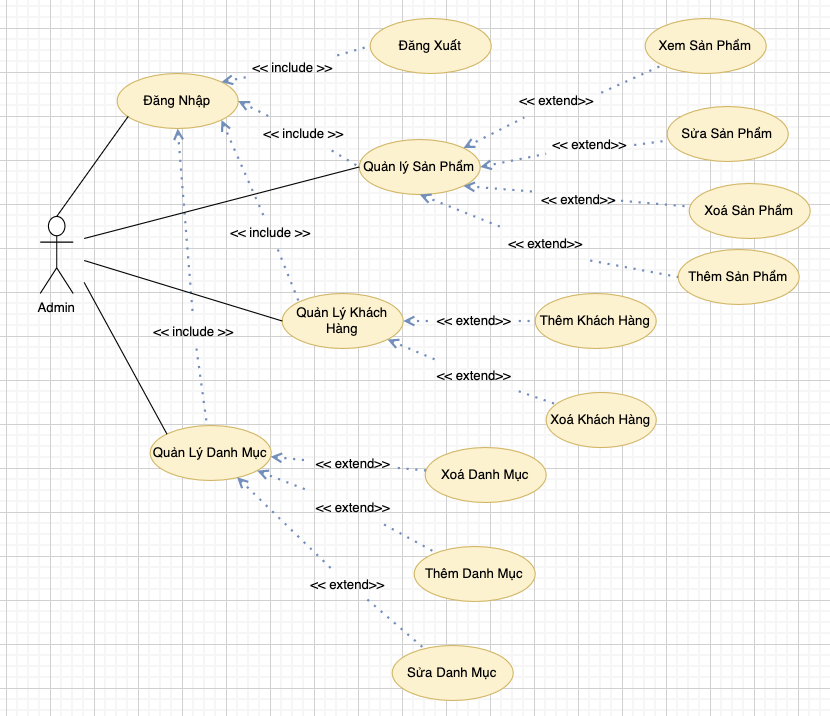 Đăng Xuất
Xem Sản Phẩm
<< include >>
Đăng Nhập
<< extend>>
<< include >>
Sửa Sản Phẩm
<< extend>>
Quản lý Sản Phẩm
<< extend>>
Xoá Sản Phẩm
<< include >>
<< extend>>
Thêm Sản Phẩm
Admin
Quản Lý Khách
Hàng
<< extend>>
Thêm Khách Hàng
<< include >>
<< extend>>
Xoá Khách Hàng
Quản Lý Danh Mục
<< extend>>
Xoá Danh Mục
<< extend>>
Thêm Danh Mục
<< extend>>
Sửa Danh Mục